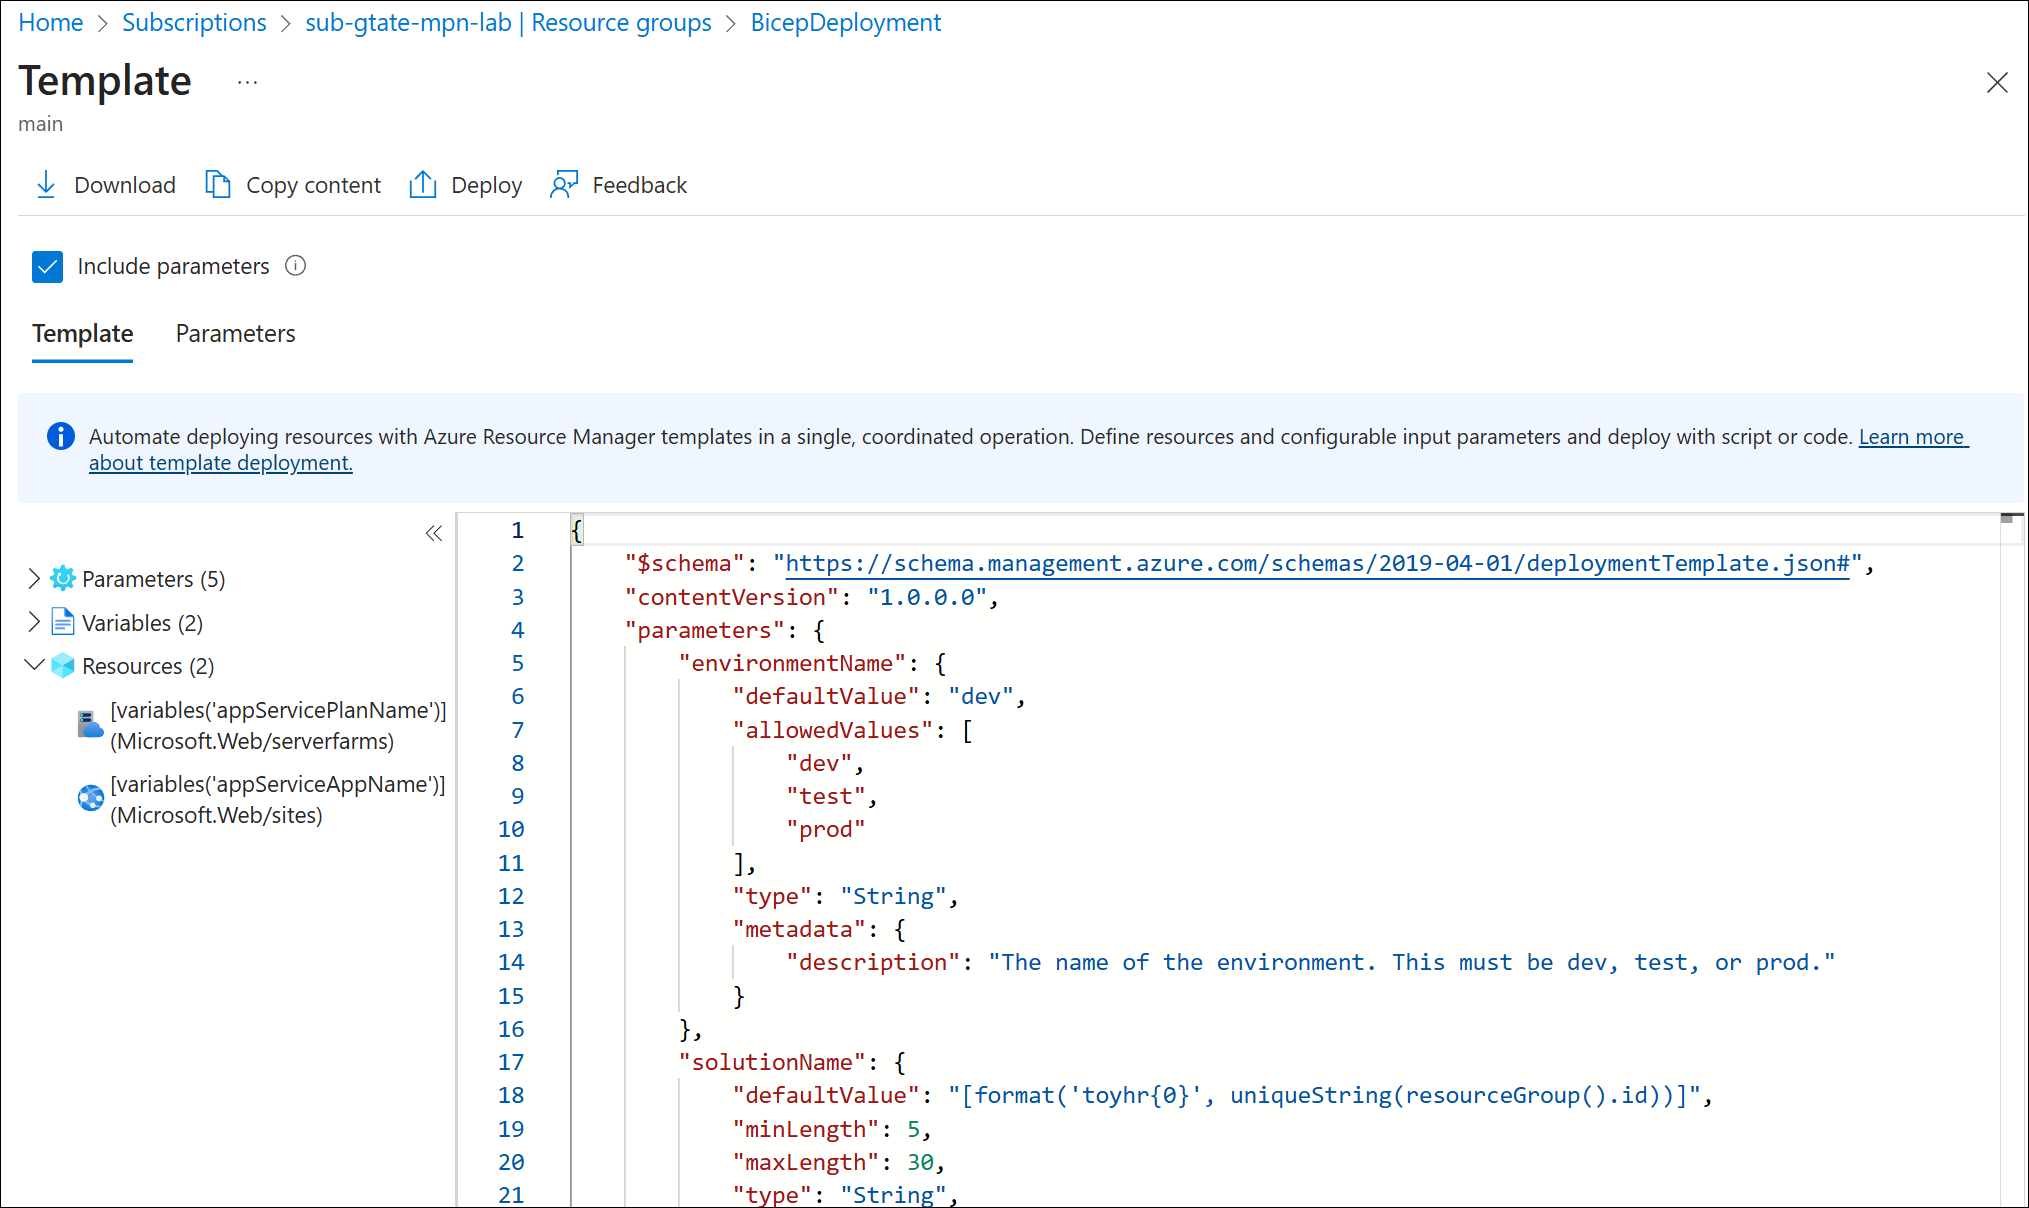 Home > Subscriptions > sub-gtate-mpn-lab | Resource groups > BicepDeployment
Template ...
main
Download Copy content Deploy Feedback
Include parameters
Template Parameters
Automate deploying resources with Azure Resource Manager templates in a single, coordinated operation. Define resources and configurable input parameters and deploy with script or code. Learn more
about template deployment.
Parameters (5)
Variables (2)
Resources (2)
[variables('appServicePlanName')]
(Microsoft.Web/serverfarms)
[variables('appServiceAppName')]
(Microsoft.Web/sites)
1 {
2 "$schema": "https://schema.management.azure.com/schemas/2019-04-01/deploymentTemplate.json#",
3 "contentVersion": "1.0.0.0",
4 "parameters": {
5 "environmentName": {
6 "defaultValue": "dev",
7 "allowedValues": [
8 "dev",
9 "test",
10 "prod"
11 ],
12 "type": "String",
13 "metadata": {
14 "description": "The name of the environment. This must be dev, test, or prod."
15 }
16 },
17 "solutionName": {
18 "defaultValue": "[format('toyhr{0}', uniqueString(resourceGroup().id))]",
19 "minLength": 5,
20 "maxLength": 30,
21 "type": "String",